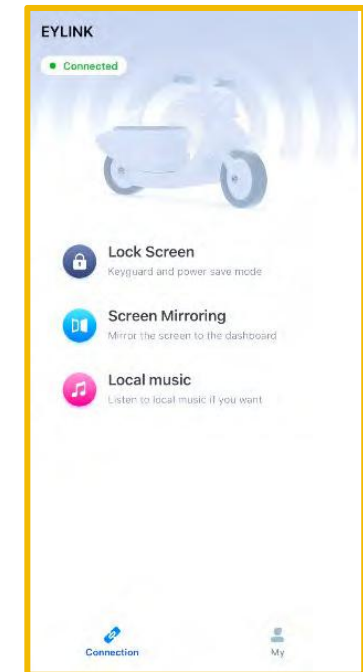 EYLINK
Connected
Lock Screen
Keyguard and power save mode
Screen Mirroring
Mirror the screen to the dashboard
Local music
Listen to local music if you want
Connection
My